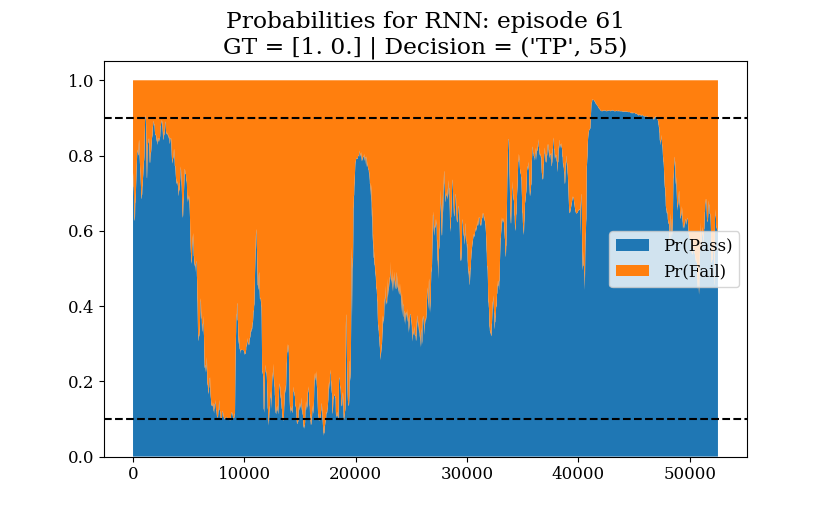 Probabilities for RNN: episode 61
GT = [1. 0.] | Decision = ('TP', 55)
1.0
0.8
0.6
0.4
0.2
0.0
Pr(Pass)
Pr(Fail)
0 10000 20000 30000 40000 50000